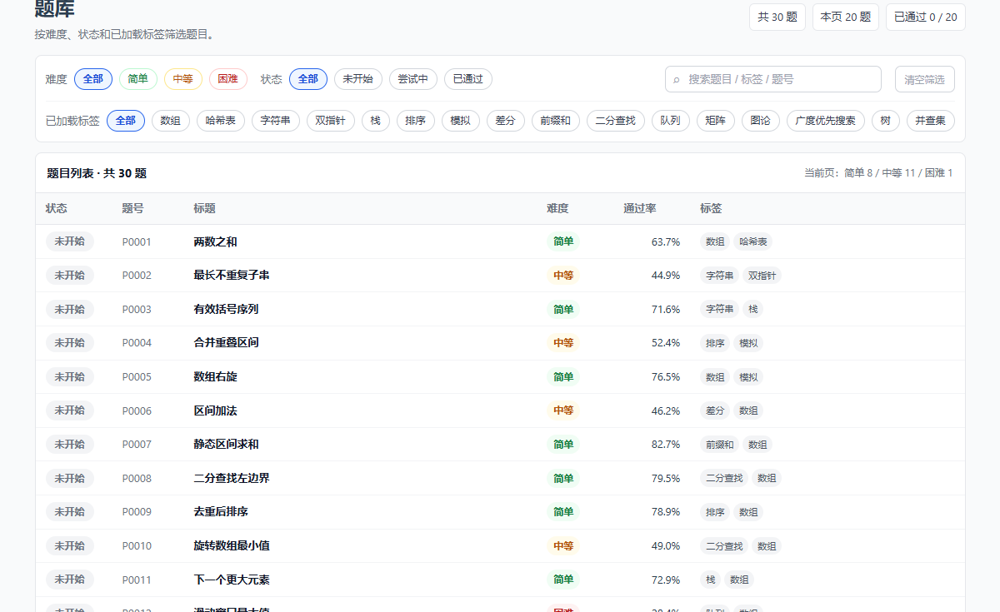 题库
共 30 题 本页 20 题 已通过 0 / 20
按难度、状态和已加载标签筛选题目。
难度 全部 简单 中等 困难 状态 全部 未开始 尝试中 已通过 搜索题目 / 标签 / 题号 清空筛选
已加载标签 全部 数组 哈希表 字符串 双指针 栈 排序 模拟 差分 前缀和 二分查找 队列 矩阵 图论 广度优先搜索 树 并查集
题目列表 · 共 30 题 当前页：简单 8 / 中等 11 / 困难 1
状态 题号 标题 难度 通过率 标签
未开始 P0001 两数之和 简单 63.7% 数组 哈希表
未开始 P0002 最长不重复子串 中等 44.9% 字符串 双指针
未开始 P0003 有效括号序列 简单 71.6% 字符串 栈
未开始 P0004 合并重叠区间 中等 52.4% 排序 模拟
未开始 P0005 数组右旋 简单 76.5% 数组 模拟
未开始 P0006 区间加法 中等 46.2% 差分 数组
未开始 P0007 静态区间求和 简单 82.7% 前缀和 数组
未开始 P0008 二分查找左边界 简单 79.5% 二分查找 数组
未开始 P0009 去重后排序 简单 78.9% 排序 数组
未开始 P0010 旋转数组最小值 中等 49.0% 二分查找 数组
未开始 P0011 下一个更大元素 简单 72.9% 栈 数组
未开始 P0012 滑动窗口最大值 困难 队列 数组